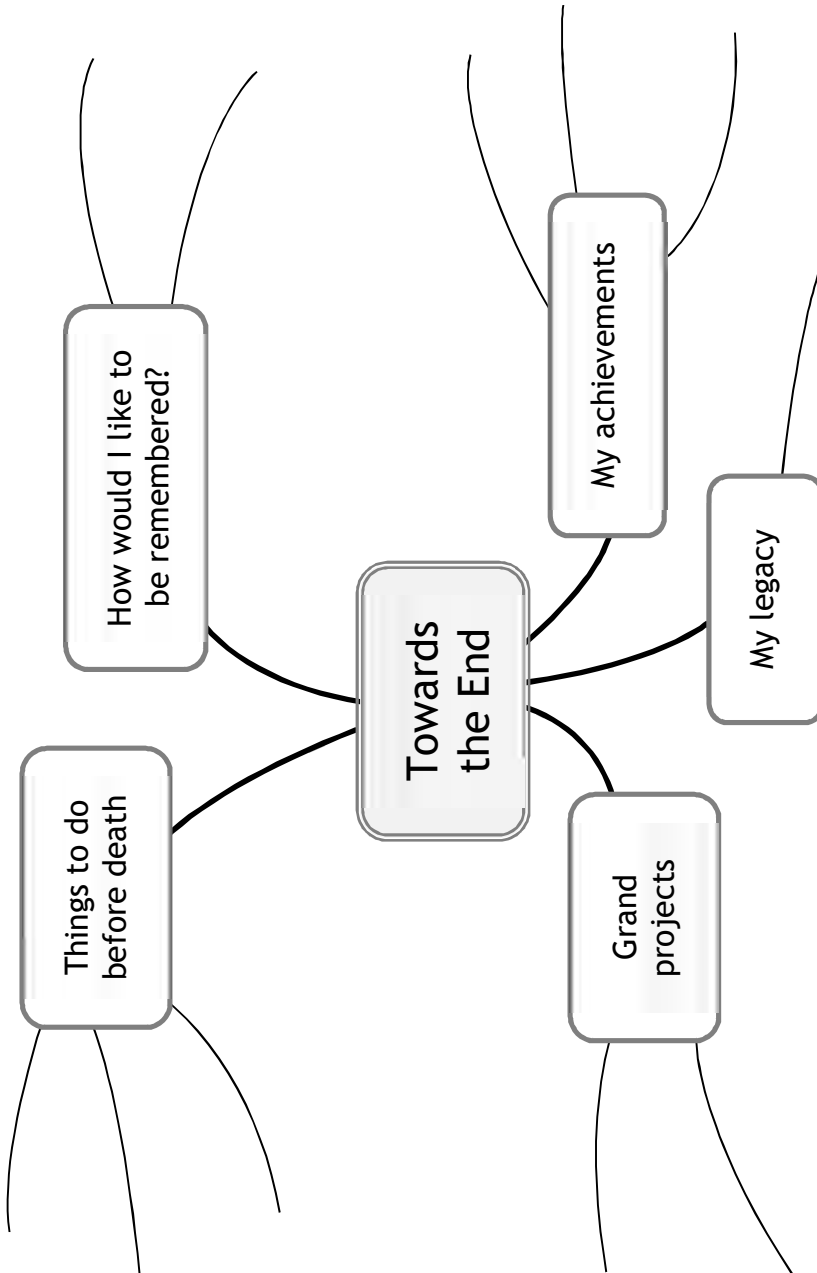 Things to do
before death
How would I like to
be remembered?
Towards
the End
Grand
projects
My legacy
My achievements